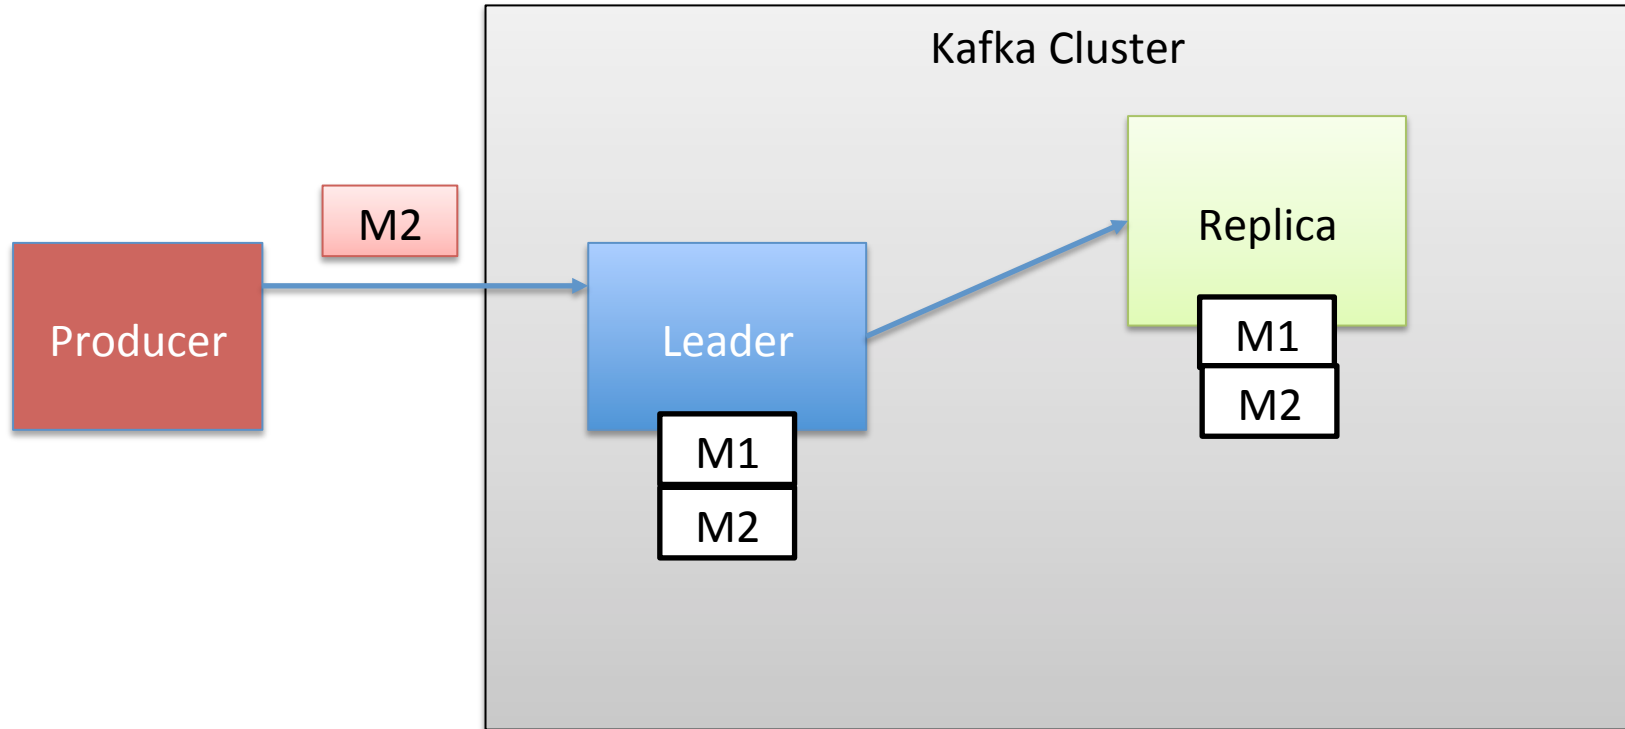 Kafka Cluster
M2
Producer
Leader
M1
M2
Replica
M1
M2